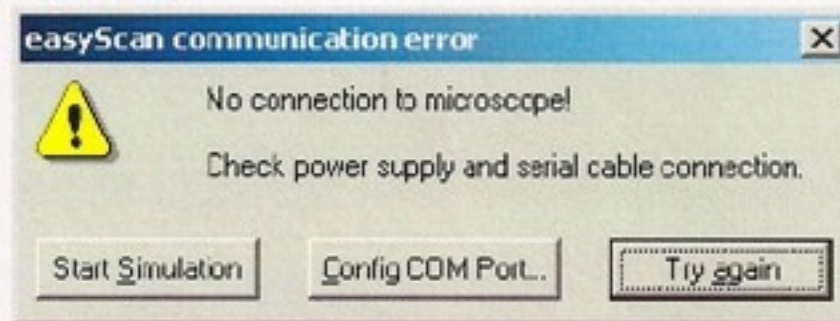 easyScan communication error
No connection to microscope!
Check power supply and serial cable connection.
Start Simulation
Config COM Port...
Try again